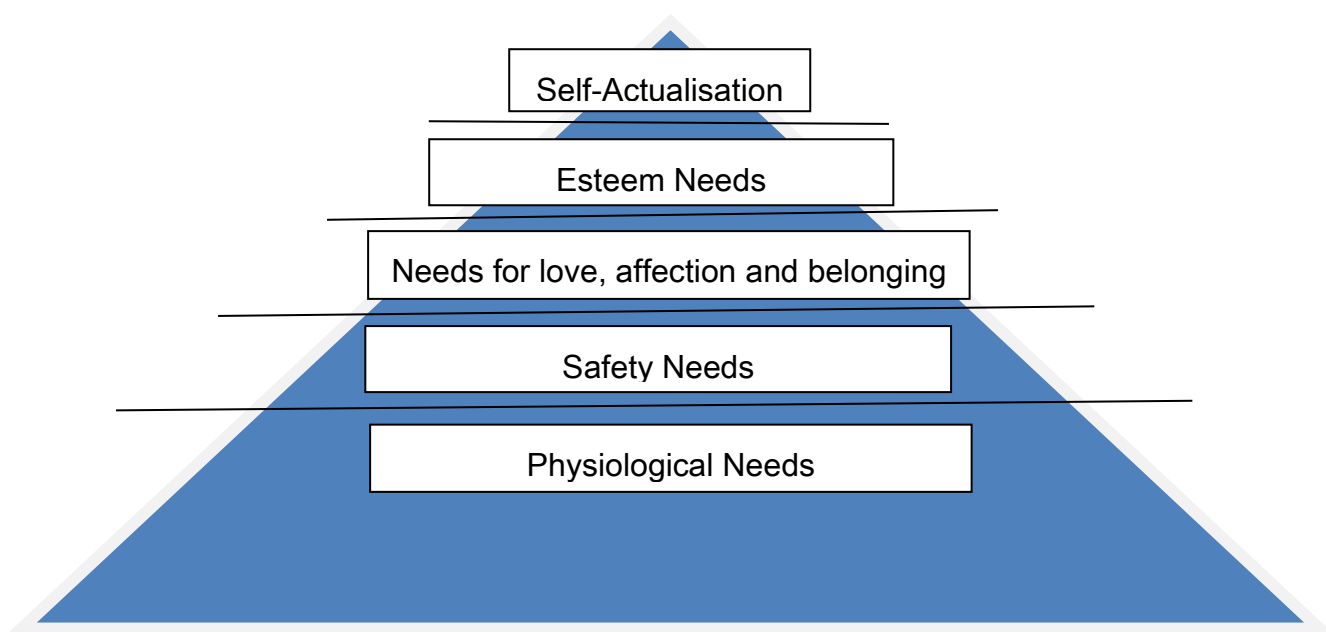 Self-Actualisation
Esteem Needs
Needs for love, affection and belonging
Safety Needs
Physiological Needs